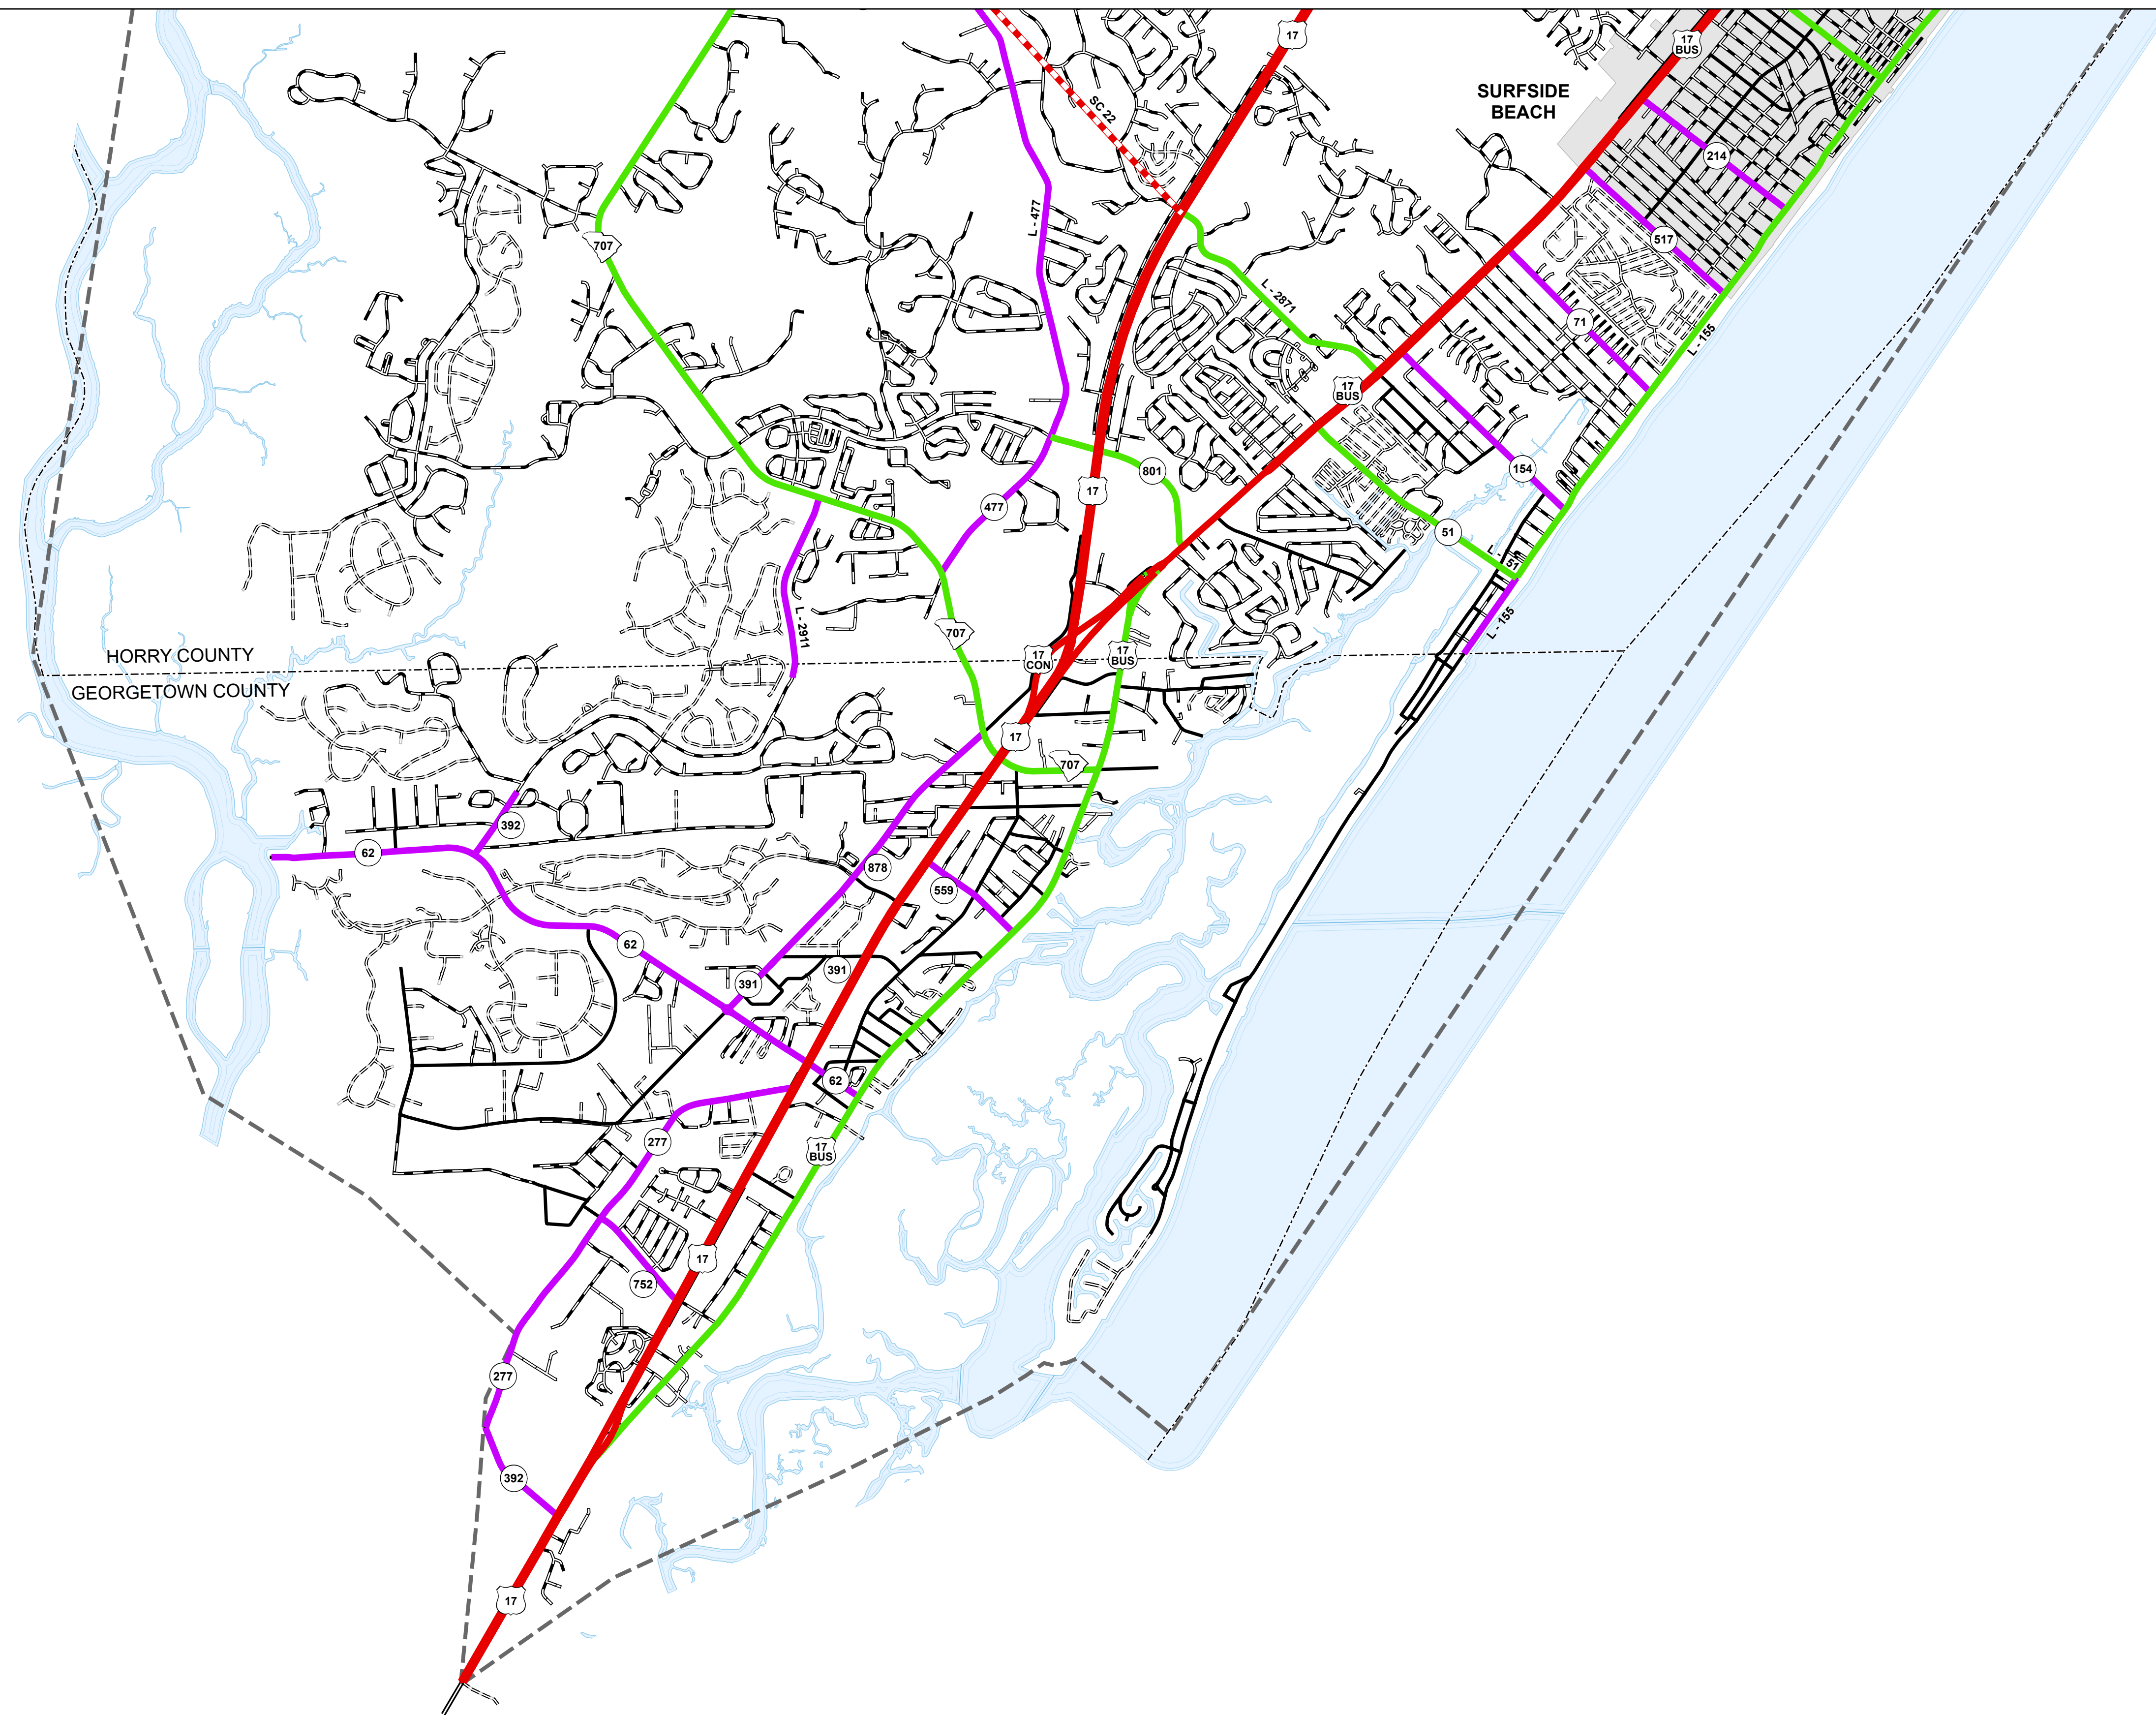 17
17
BUS
SURFSIDE
BEACH
SC 22
214
L - 477
517
707
L - 2871
71
L - 155
17
BUS
801
154
17
477
51
L - 51
L - 2911
707
L - 155
HORRY COUNTY
17
CON
17
BUS
GEORGETOWN COUNTY
17
707
392
62
878
559
62
391
391
62
277
17
BUS
17
752
277
392
17